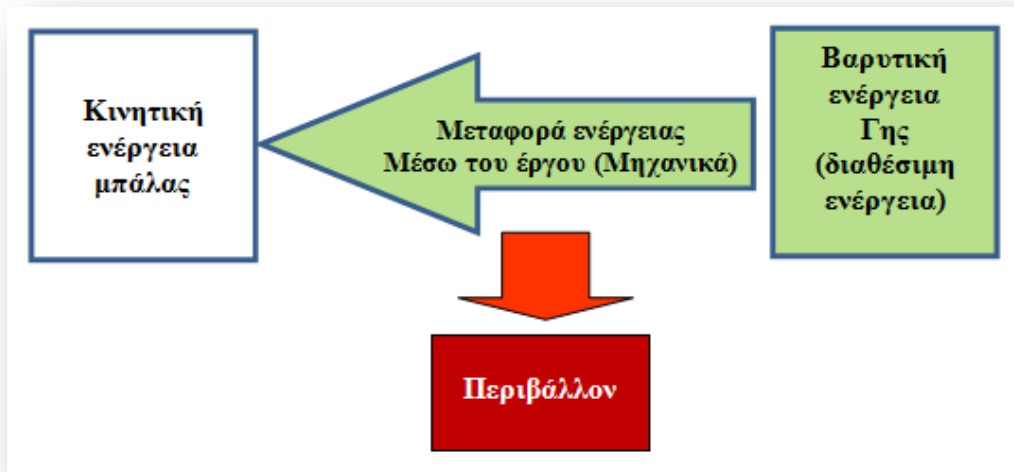 Κινητική
ενέργεια
μπάλας
Μεταφορά ενέργειας
Μέσω του έργου (Μηχανικά)
Βαρυτική
ενέργεια
Γης
(διαθέσιμη
ενέργεια)
Περιβάλλον